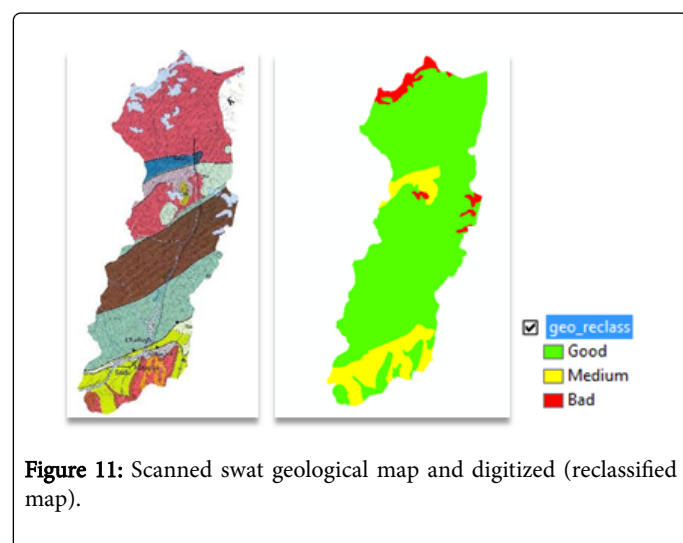 geo_reclass
Good
Medium
Bad
Figure 11: Scanned swat geological map and digitized (reclassified
map).